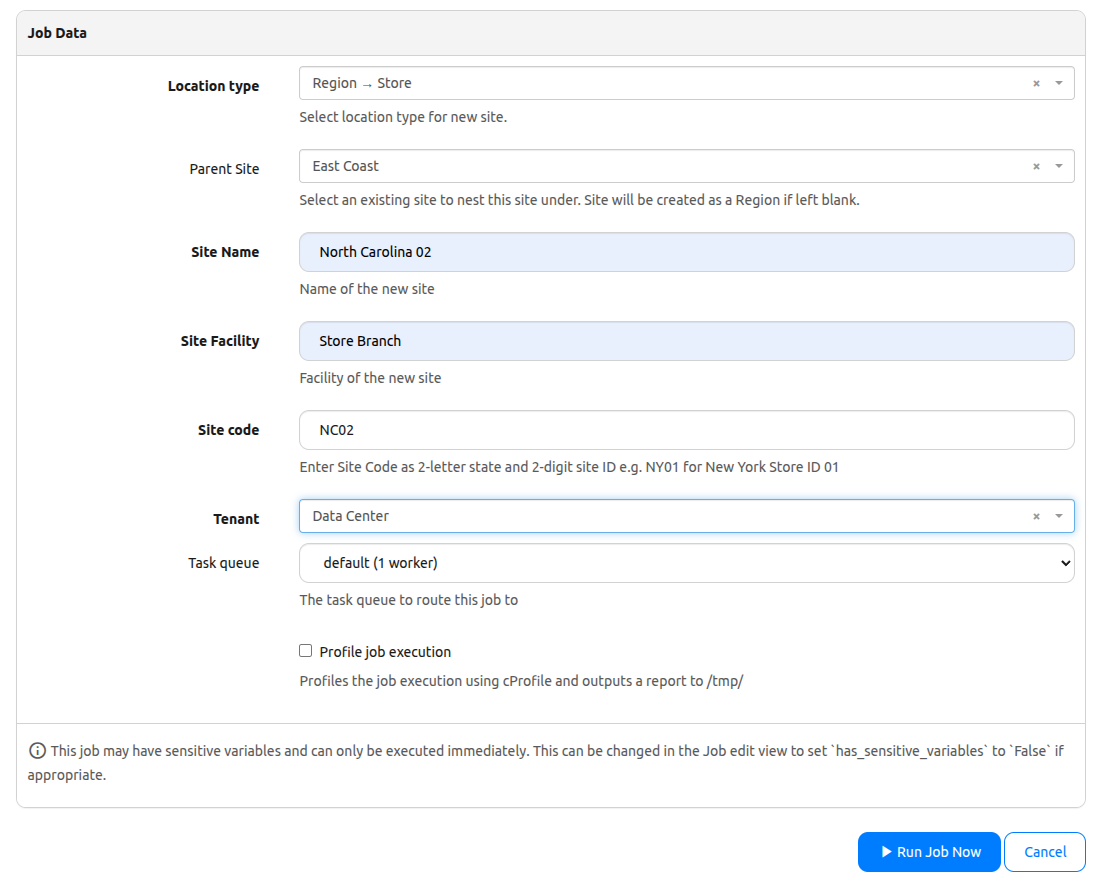 Job Data
Location type
Region → Store
× 
Select location type for new site.
Parent Site
East Coast
×
Select an existing site to nest this site under. Site will be created as a Region if left blank.
Site Name
North Carolina 02
Name of the new site
Site Facility
Store Branch
Facility of the new site
Site code
NC02
Enter Site Code as 2-letter state and 2-digit site ID e.g. NY01 for New York Store ID 01
Tenant
Data Center
×
Task queue
default (1 worker)
The task queue to route this job to
Profile job execution
Profiles the job execution using cProfile and outputs a report to /tmp/
This job may have sensitive variables and can only be executed immediately. This can be changed in the Job edit view to set `has_sensitive_variables` to `False` if
appropriate.
Run Job Now
Cancel